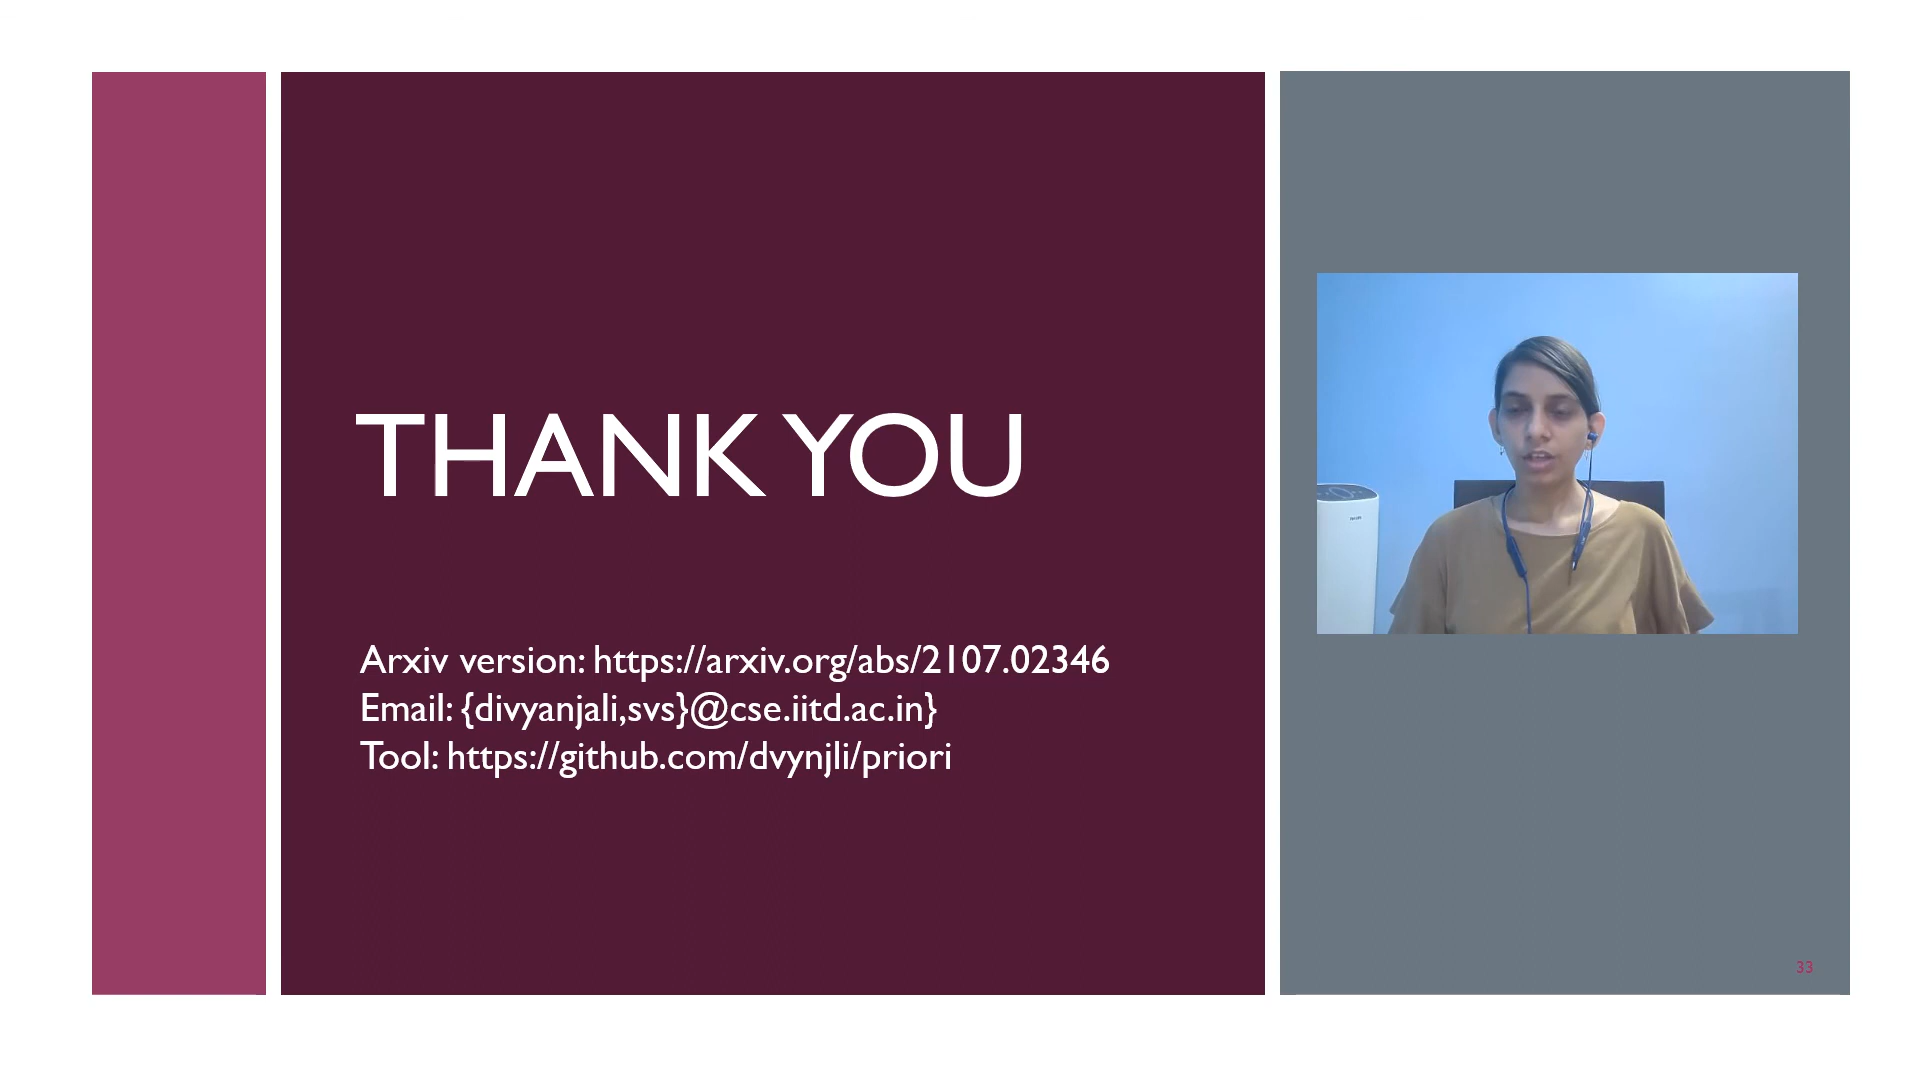 THANK YOU
Arxiv version: https://arxiv.org/abs/2107.02346
Email: {divyanjali,svs}@cse.iitd.ac.in}
Tool: https://github.com/dvynjli/priori
33